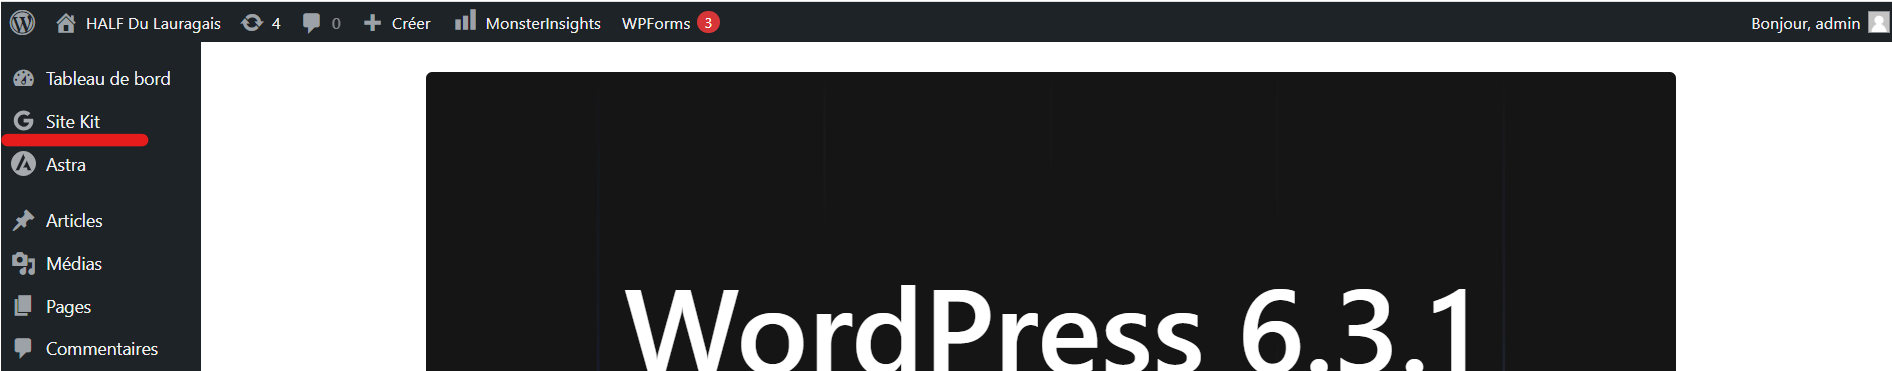 HALF Du Lauragais 4 0 Créer MonsterInsights WPForms 3 Bonjour, admin
Tableau de bord
Site Kit
Astra
Articles
Médias
Pages
Commentaires
WordPress 6.3.1